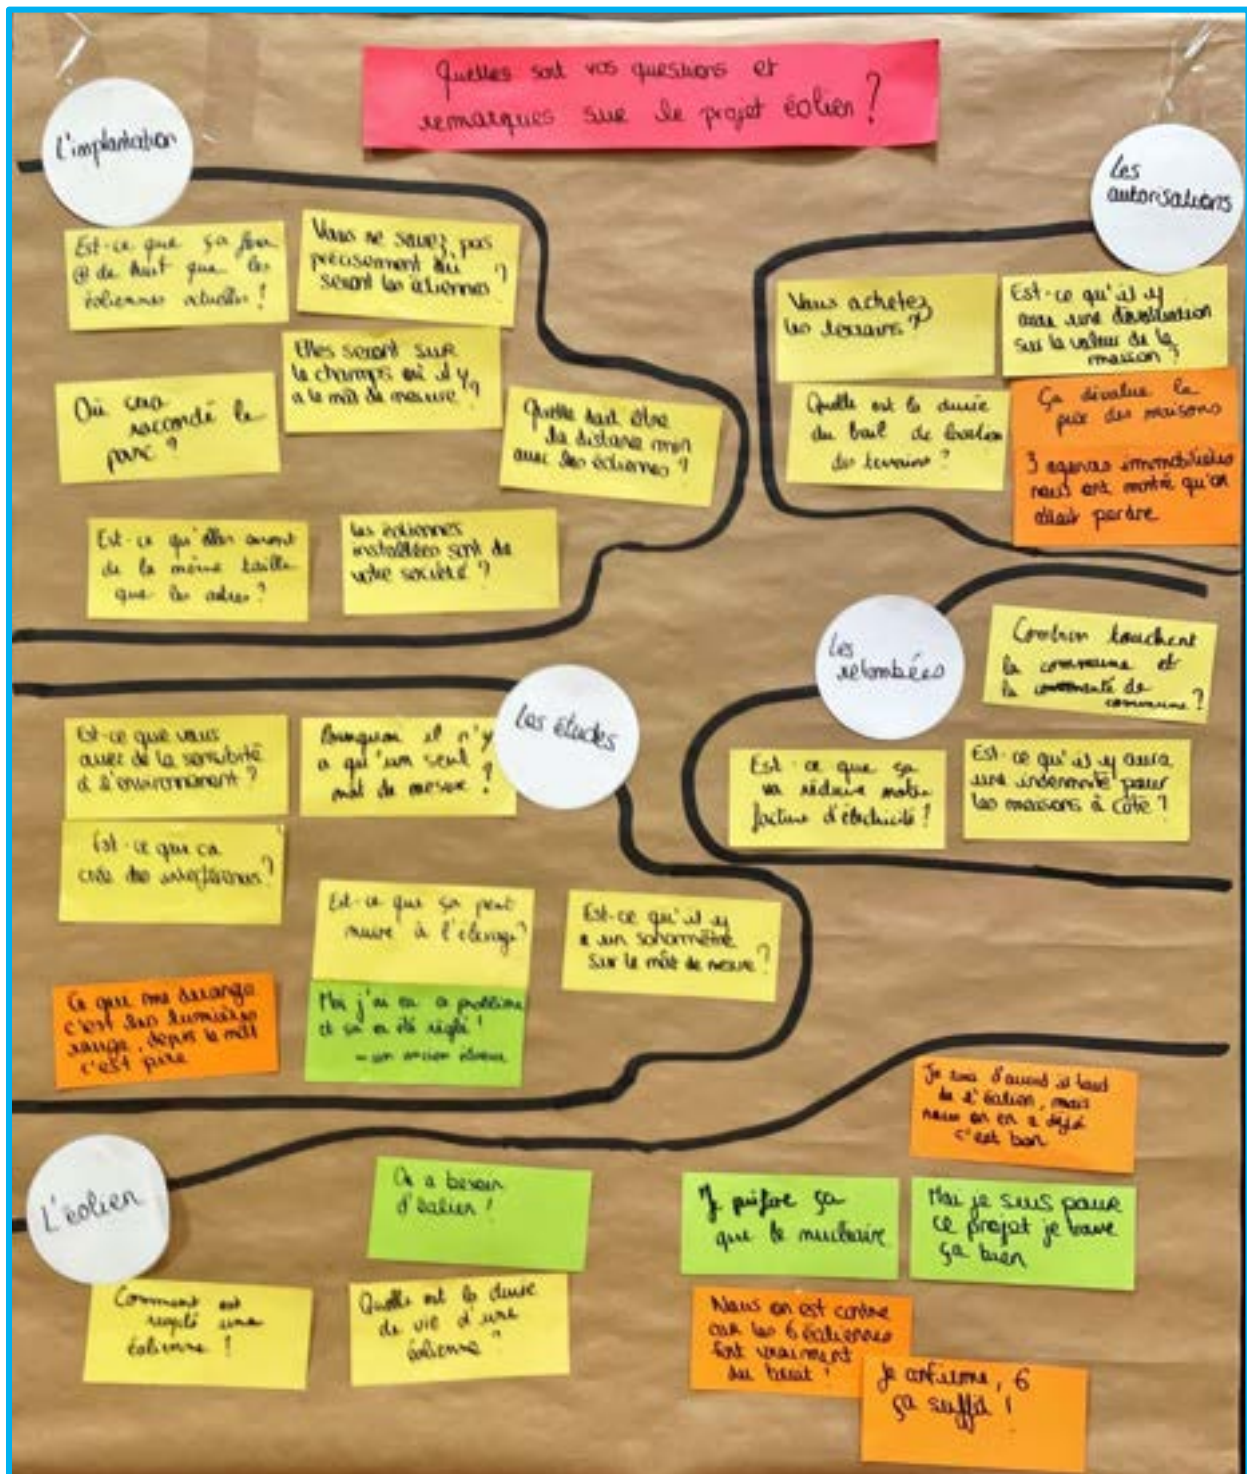 Quelles sont vos questions et
remarques sur le projet éolien ?
L'implantation
Est-ce que ça fera
⊕ de bruit que les
éoliennes actuelles !
Vous ne savez pas
précisement où
seront les éoliennes ?
Elles seront sur
le champs où il y
a le mât de mesure ?
Où sera
raccordé le
parc ?
Quelle doit être
la distance min
avec les éoliennes ?
Est-ce qu'elles seront
de la même taille
que les autres ?
Les éoliennes
installées sont de
votre société ?
Les
autorisations
Vous achetez
les terrains ?
Est-ce qu'il y
aura une dévaluation
sur la valeur de la
maison ?
Quelle est la durée
du bail de location
des terrains ?
Ça dévalue le
prix des maisons
3 agences immobilières
nous ont montré qu'on
allait perdre
Les
retombées
Combien touchent
la commune et
la communauté de
commune ?
Est-ce que ça
va réduire notre
facture d'électricité ?
Est-ce qu'il y aura
une indemnité pour
les maisons à côté ?
Les études
Est-ce que vous
avez de la sensibilité
à l'environnement ?
Pourquoi il n'y
a qu'un seul
mât de mesure ?
Est-ce que ça
crée des interférences ?
Est-ce que ça peut
nuire à l'élevage ?
Moi j'ai eu ce problème
et ça a été réglé !
- un ancien éleveur
Est-ce qu'il y
a un sonomètre
sur le mât de mesure ?
Ce qui me dérange
c'est les lumières
rouge, depuis le mât
c'est pire
L'éolien
On a besoin
d'éolien !
Je préfère ça
que le nucléaire
Je suis d'accord il faut
de l'éolien, mais
nous on en a déjà
c'est bon
Moi je suis pour
ce projet je trouve
ça bien
Comment est
une
éolienne ?
Quelle est la durée
de vie d'une
éolienne ?
Nous on est contre
car les 6 éoliennes
font vraiment
du bruit !
Je confirme, 6
ça suffit !